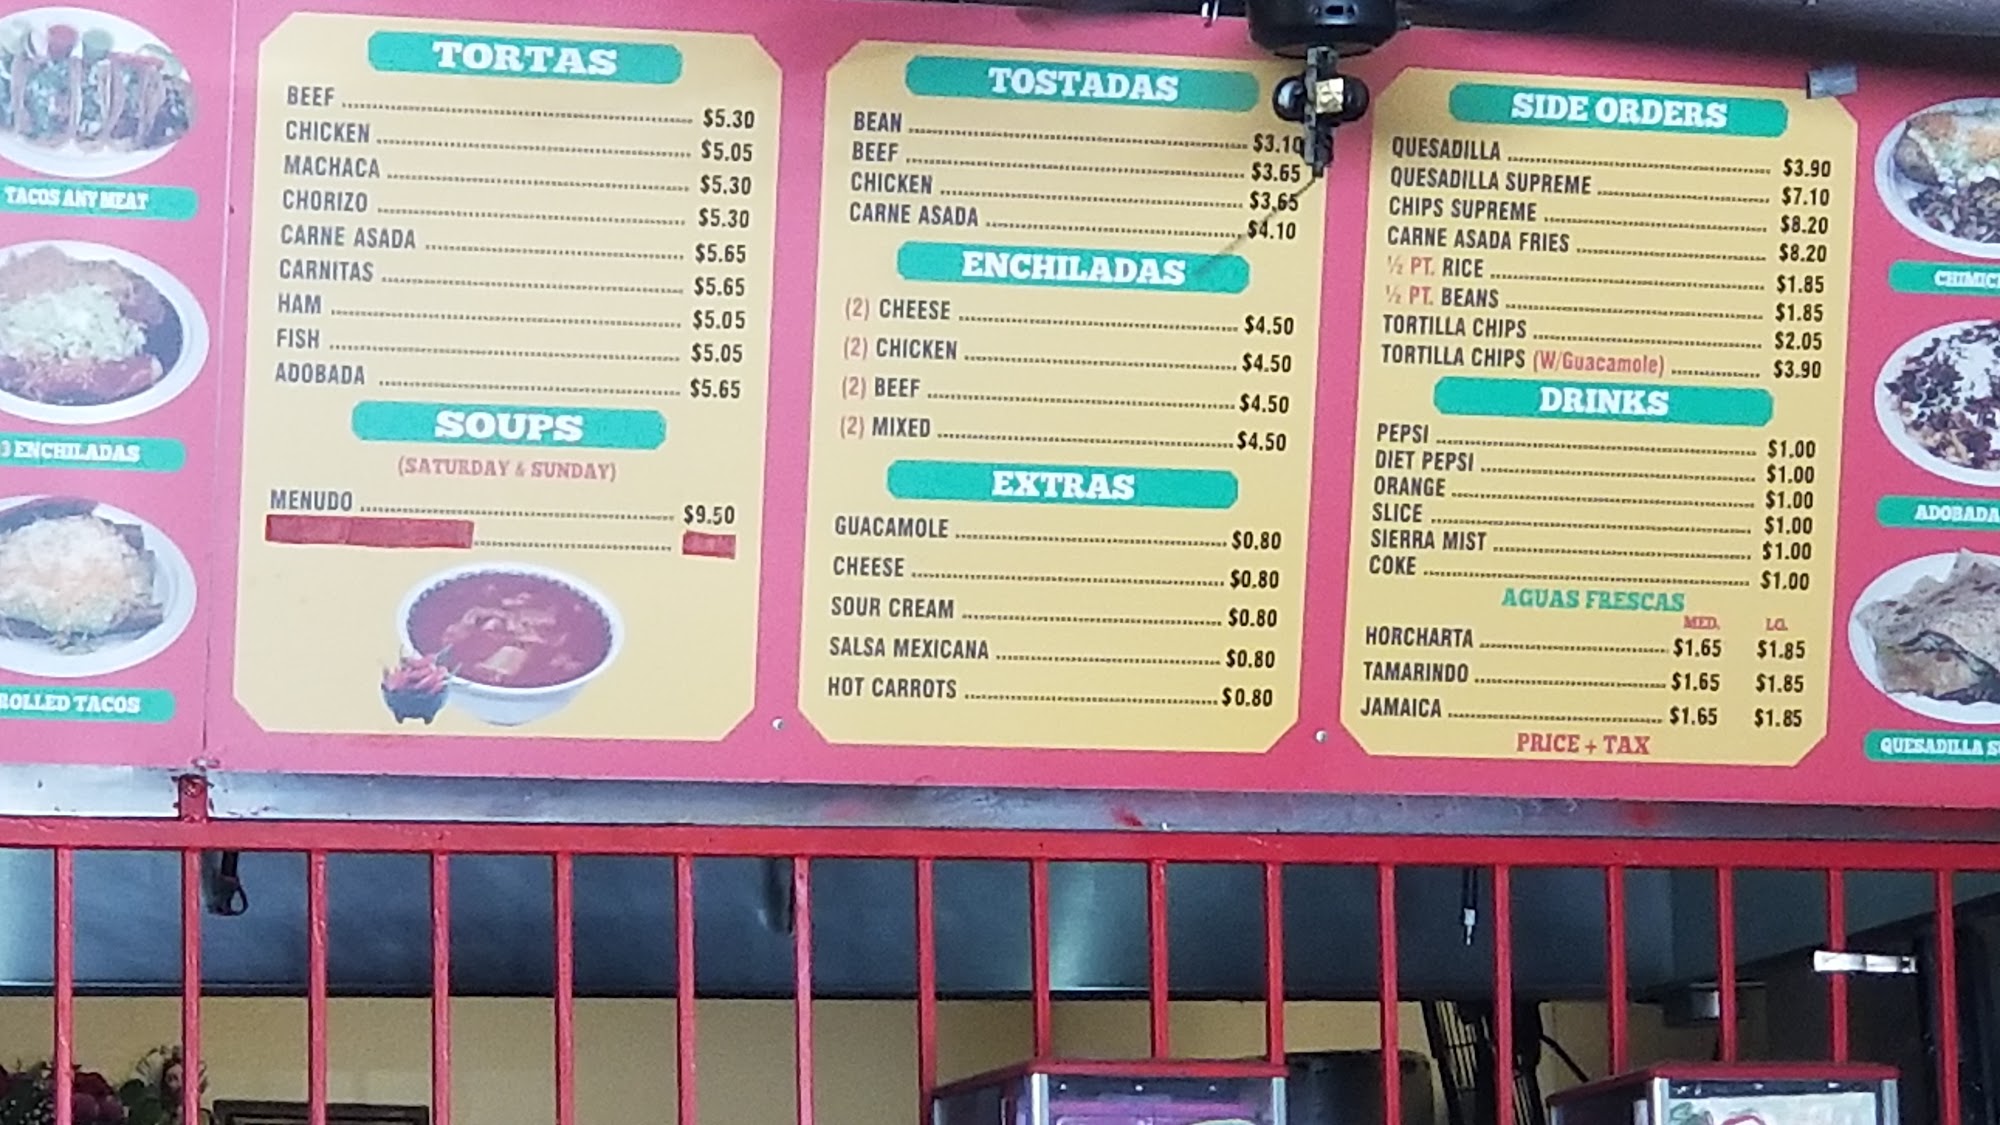 TACOS ANY MEAT
3 ENCHILADAS
ROLLED TACOS
TORTAS
BEEF $5.30
CHICKEN $5.05
MACHACA $5.30
CHORIZO $5.30
CARNE ASADA $5.65
CARNITAS $5.65
HAM $5.05
FISH $5.05
ADOBADA $5.65
SOUPS
(SATURDAY & SUNDAY)
MENUDO $9.50
TOSTADAS
BEAN $3.10
BEEF $3.65
CHICKEN $3.65
CARNE ASADA $4.10
ENCHILADAS
(2) CHEESE $4.50
(2) CHICKEN $4.50
(2) BEEF $4.50
(2) MIXED $4.50
EXTRAS
GUACAMOLE $0.80
CHEESE $0.80
SOUR CREAM $0.80
SALSA MEXICANA $0.80
HOT CARROTS $0.80
SIDE ORDERS
QUESADILLA $3.90
QUESADILLA SUPREME $7.10
CHIPS SUPREME $8.20
CARNE ASADA FRIES $8.20
½ PT. RICE $1.85
½ PT. BEANS $1.85
TORTILLA CHIPS $2.05
TORTILLA CHIPS (W/Guacamole) $3.90
DRINKS
PEPSI $1.00
DIET PEPSI $1.00
ORANGE $1.00
SLICE $1.00
SIERRA MIST $1.00
COKE $1.00
AGUAS FRESCAS
MED. LG.
HORCHARTA $1.65 $1.85
TAMARINDO $1.65 $1.85
JAMAICA $1.65 $1.85
PRICE + TAX
CHIMIC
ADOBADA
QUESADILLA S